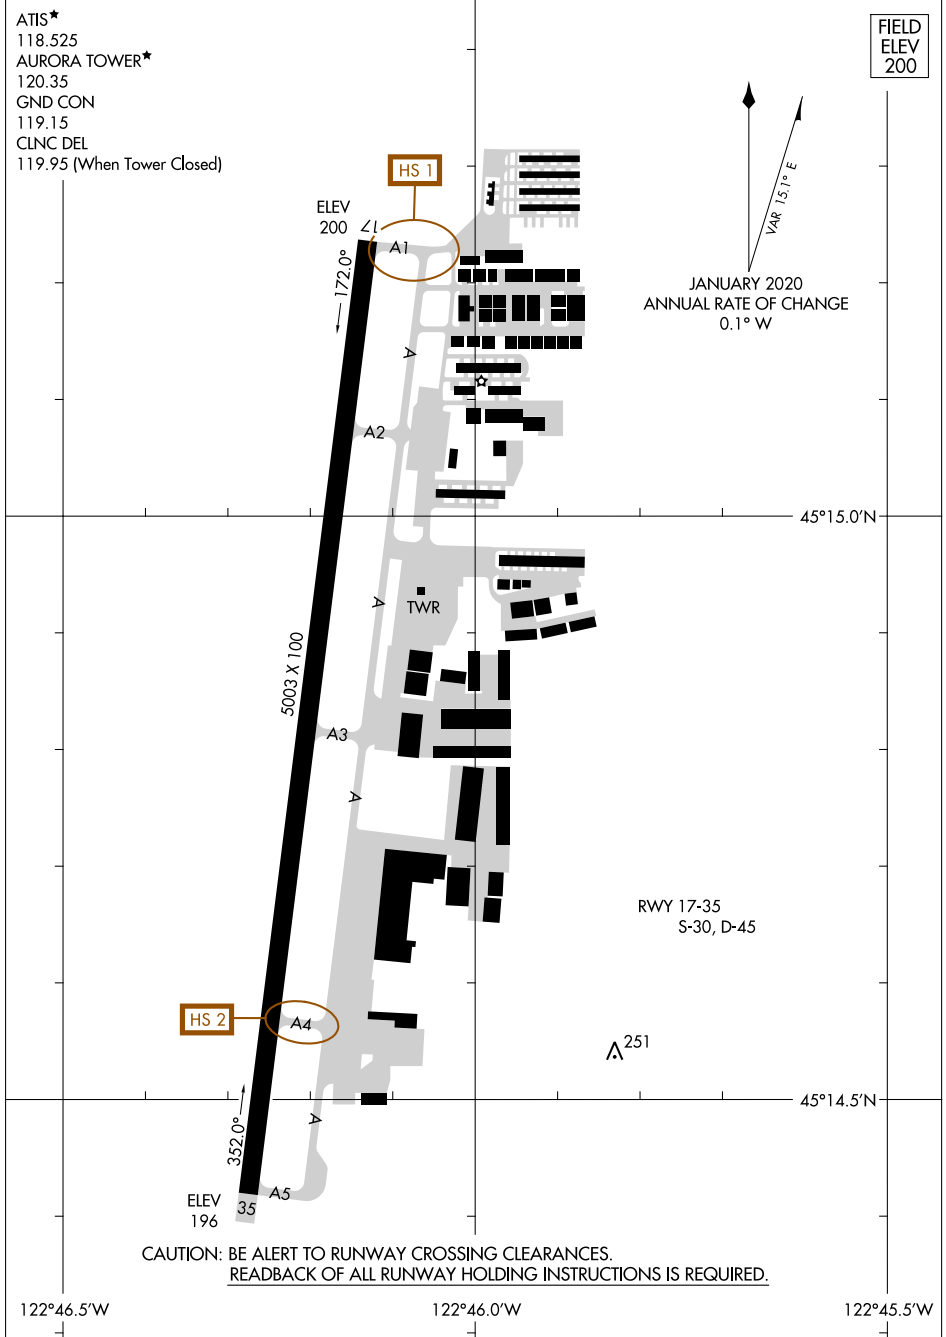 ATIS★
118.525
AURORA TOWER★
120.35
GND CON
119.15
CLNC DEL
119.95 (When Tower Closed)
FIELD
ELEV
200
HS 1
VAR 15.1° E
JANUARY 2020
ANNUAL RATE OF CHANGE
0.1° W
ELEV
200
17
A1
172.0°
A
A2
45°15.0'N
A
TWR
5003 X 100
A3
A
RWY 17-35
S-30, D-45
HS 2
A4
251
45°14.5'N
352.0°
A
A5
ELEV
196
35
CAUTION: BE ALERT TO RUNWAY CROSSING CLEARANCES.
READBACK OF ALL RUNWAY HOLDING INSTRUCTIONS IS REQUIRED.
122°46.5'W
122°46.0'W
122°45.5'W